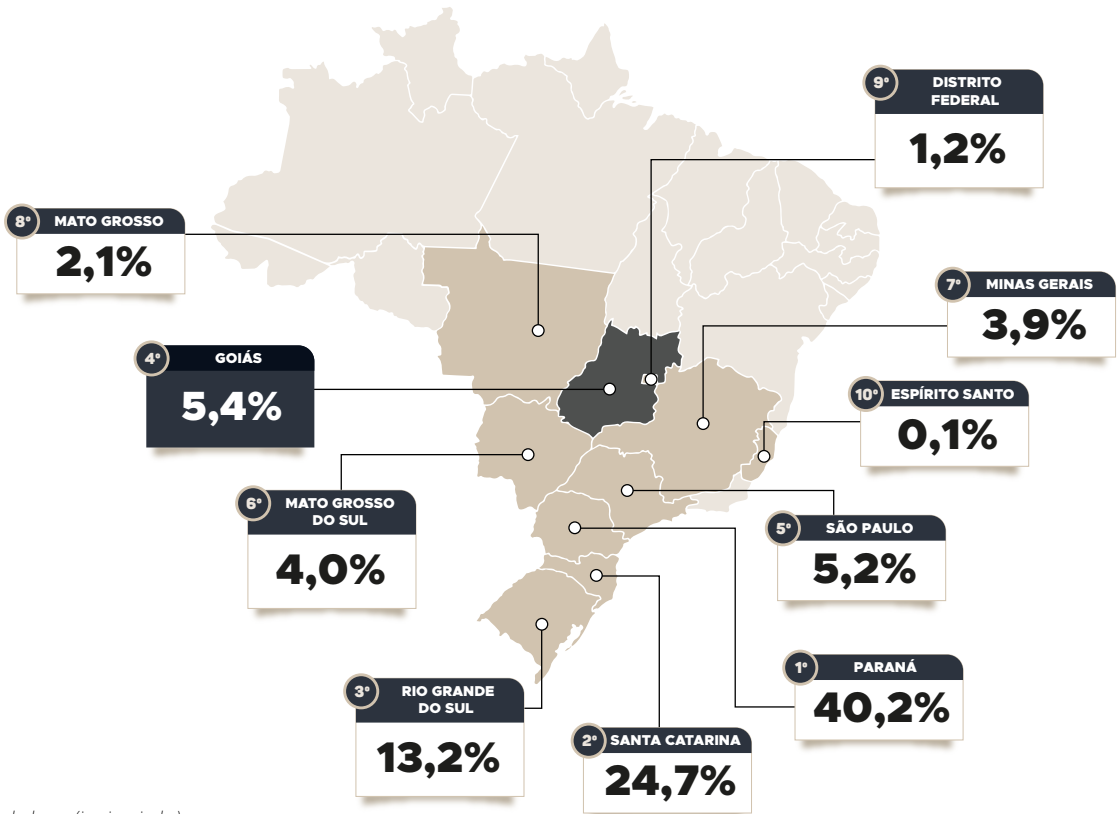 9º
DISTRITO
FEDERAL
1,2%
8º
MATO GROSSO
2,1%
7º
MINAS GERAIS
3,9%
4º
GOIÁS
5,4%
10º
ESPÍRITO SANTO
0,1%
6º
MATO GROSSO
DO SUL
4,0%
5º
SÃO PAULO
5,2%
1º
PARANÁ
40,2%
3º
RIO GRANDE
DO SUL
13,2%
2º
SANTA CATARINA
24,7%